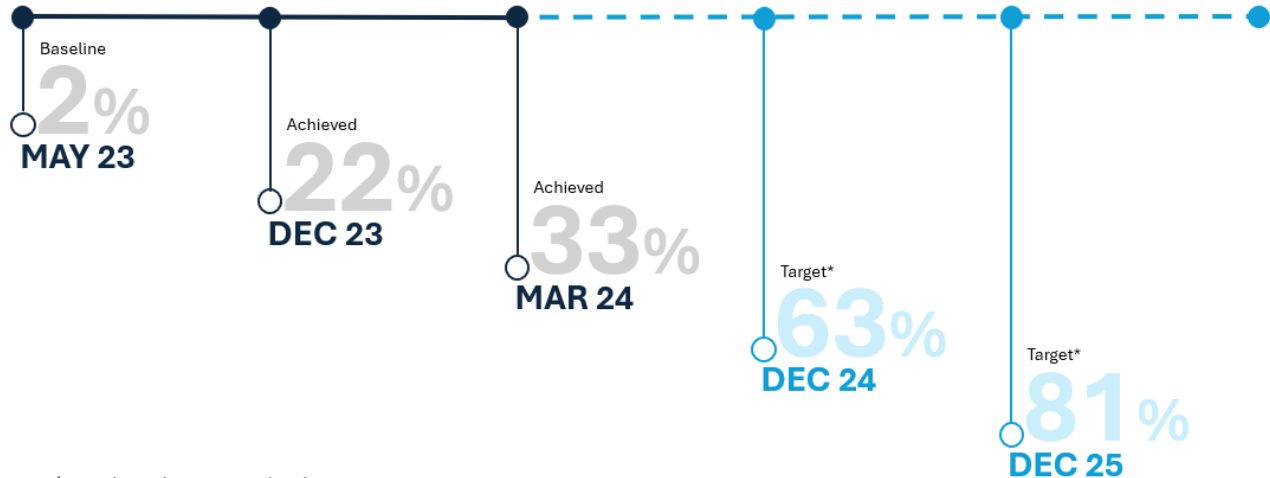 Baseline
2%
MAY 23
Achieved
22%
DEC 23
Achieved
33%
MAR 24
Target*
63%
DEC 24
Target*
81%
DEC 25